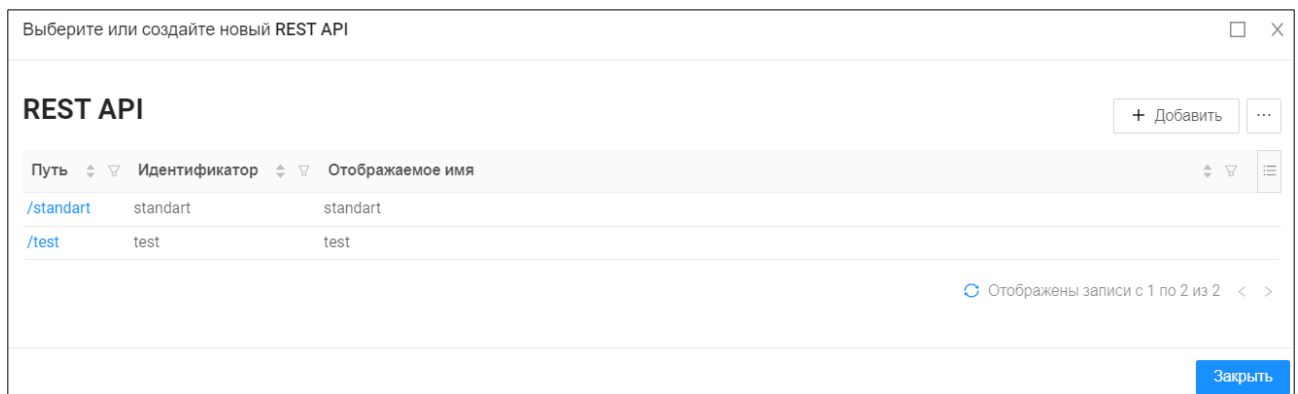 Выберите или создайте новый REST API
REST API
+ Добавить ...
Путь Идентификатор Отображаемое имя
/standart standart standart
/test test test
Отображены записи с 1 по 2 из 2 < >
Закрыть